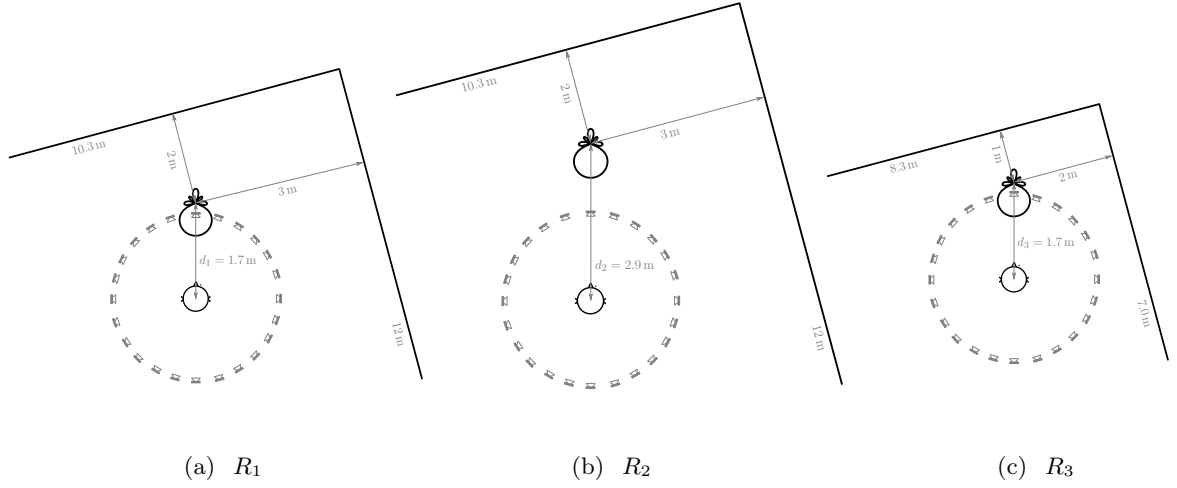 10.3 m
2 m
3 m
d₁ = 1.7 m
12 m
(a) R₁
10.3 m
2 m
3 m
d₂ = 2.9 m
12 m
(b) R₂
8.3 m
1 m
2 m
d₃ = 1.7 m
7.0 m
(c) R₃